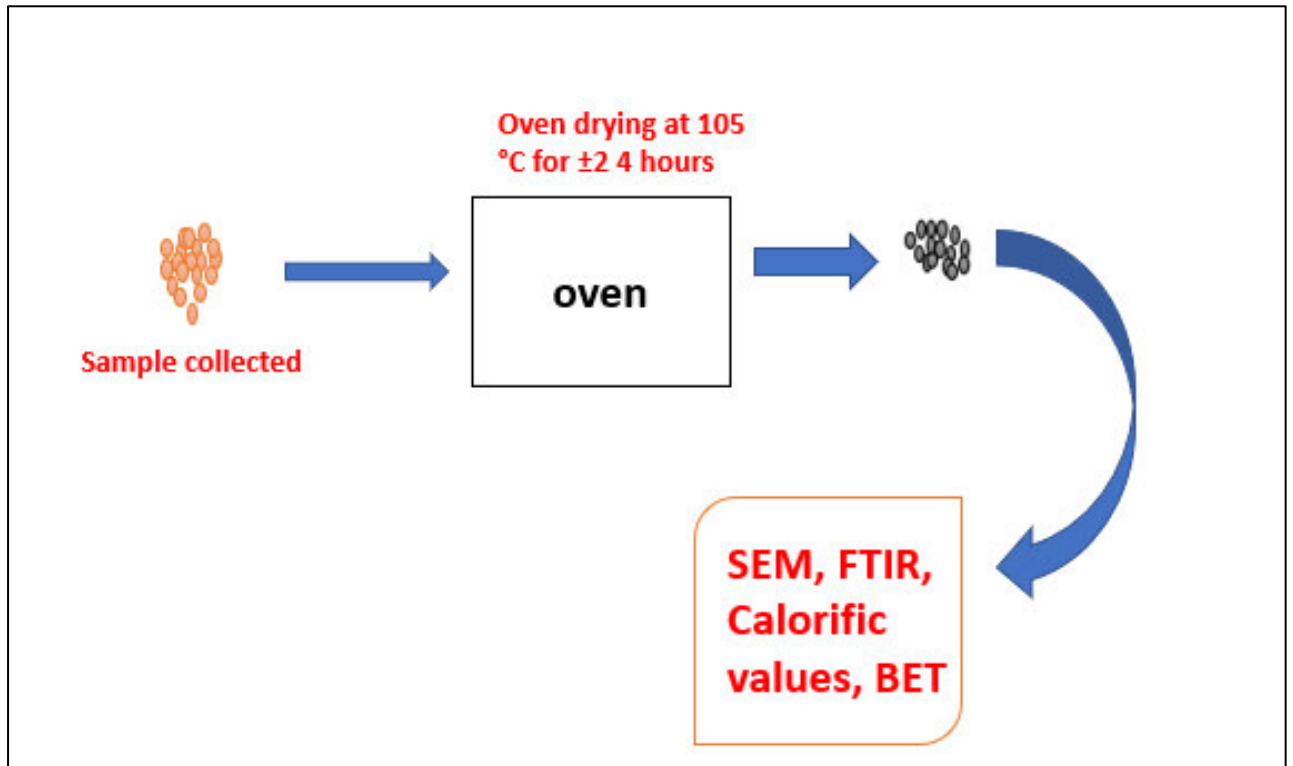 Oven drying at 105
°C for ±2 4 hours
oven
Sample collected
SEM, FTIR,
Calorific
values, BET